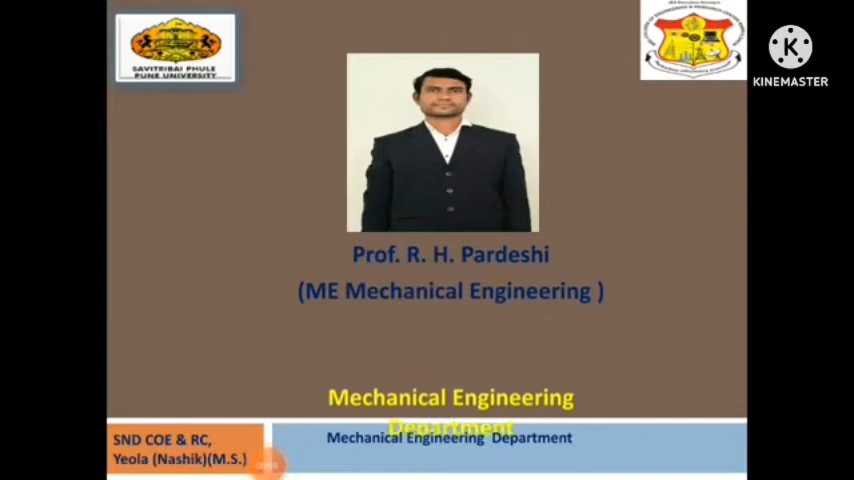 SAVITRIBAI PHULE
PUNE UNIVERSITY
KINEMASTER
Prof. R. H. Pardeshi
(ME Mechanical Engineering )
Mechanical Engineering
Department
SND COE & RC,
Yeola (Nashik)(M.S.)
Mechanical Engineering Department